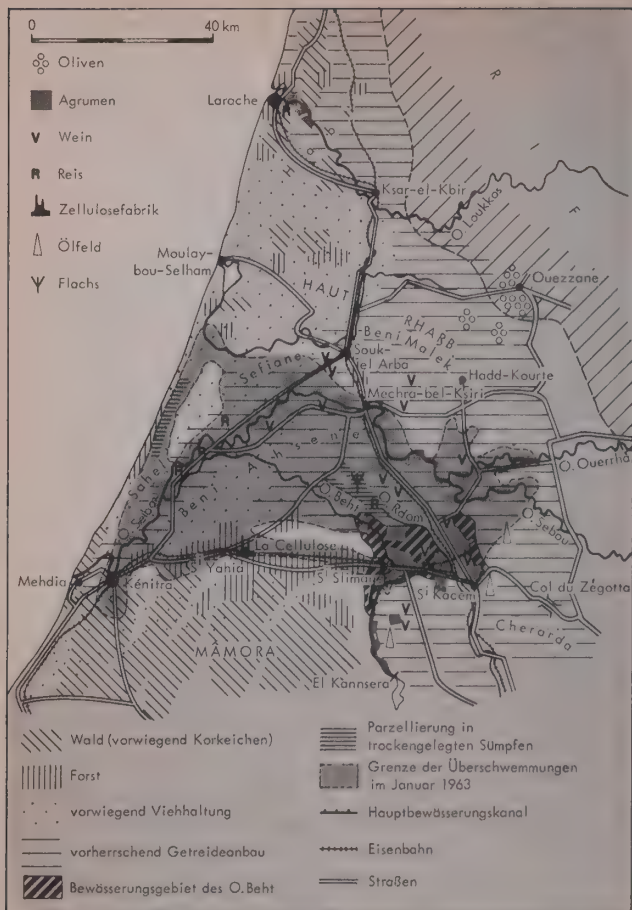 0 40 km
Oliven
Agrumen
Wein
Reis
Zellulosefabrik
Ölfeld
Flachs
Larache
Ksar-el-Kbir
O. Loukkos
R
F
Moulay-
bou-Selham
HAUT
Ouezzane
RHARB
Beni Malek
Souk-
el Arba
Hadd-Kourte
Mechra-bel-Ksiri
Sefiane
Sahel
O. Sebou
Beni Ahsene
O. Beht
O. Rdom
O. Ouerrha
O. Sebou
La Cellulose
Mehdia
Kénitra
Si Yahia
Si Slimane
Si Kacem
Col du Zégotta
Cherarda
MÂMORA
El Kannsera
Wald (vorwiegend Korkeichen)
Forst
vorwiegend Viehhaltung
vorherrschend Getreideanbau
Bewässerungsgebiet des O. Beht
Parzellierung in
trockengelegten Sümpfen
Grenze der Überschwemmungen
im Januar 1963
Hauptbewässerungskanal
Eisenbahn
Straßen